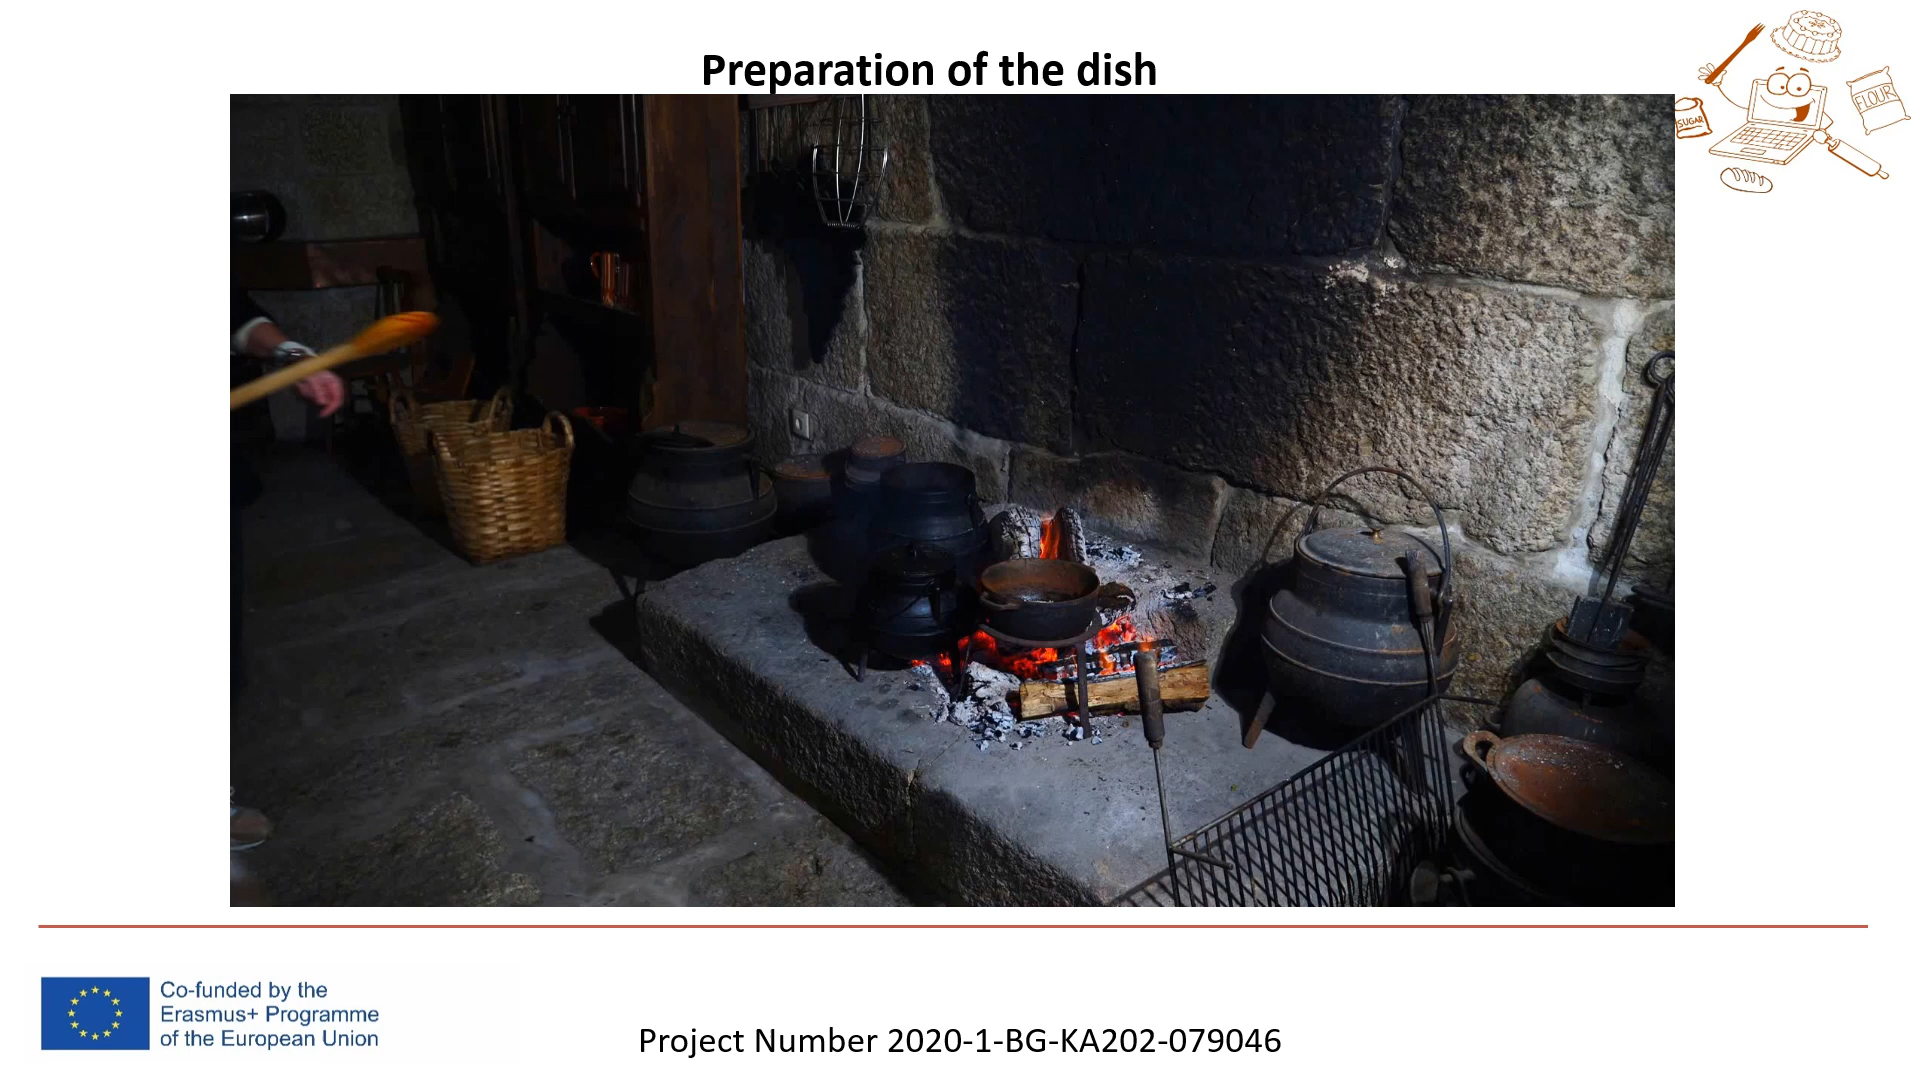 Preparation of the dish
FLOUR
SUGAR
Co-funded by the
Erasmus+ Programme
of the European Union
Project Number 2020-1-BG-KA202-079046